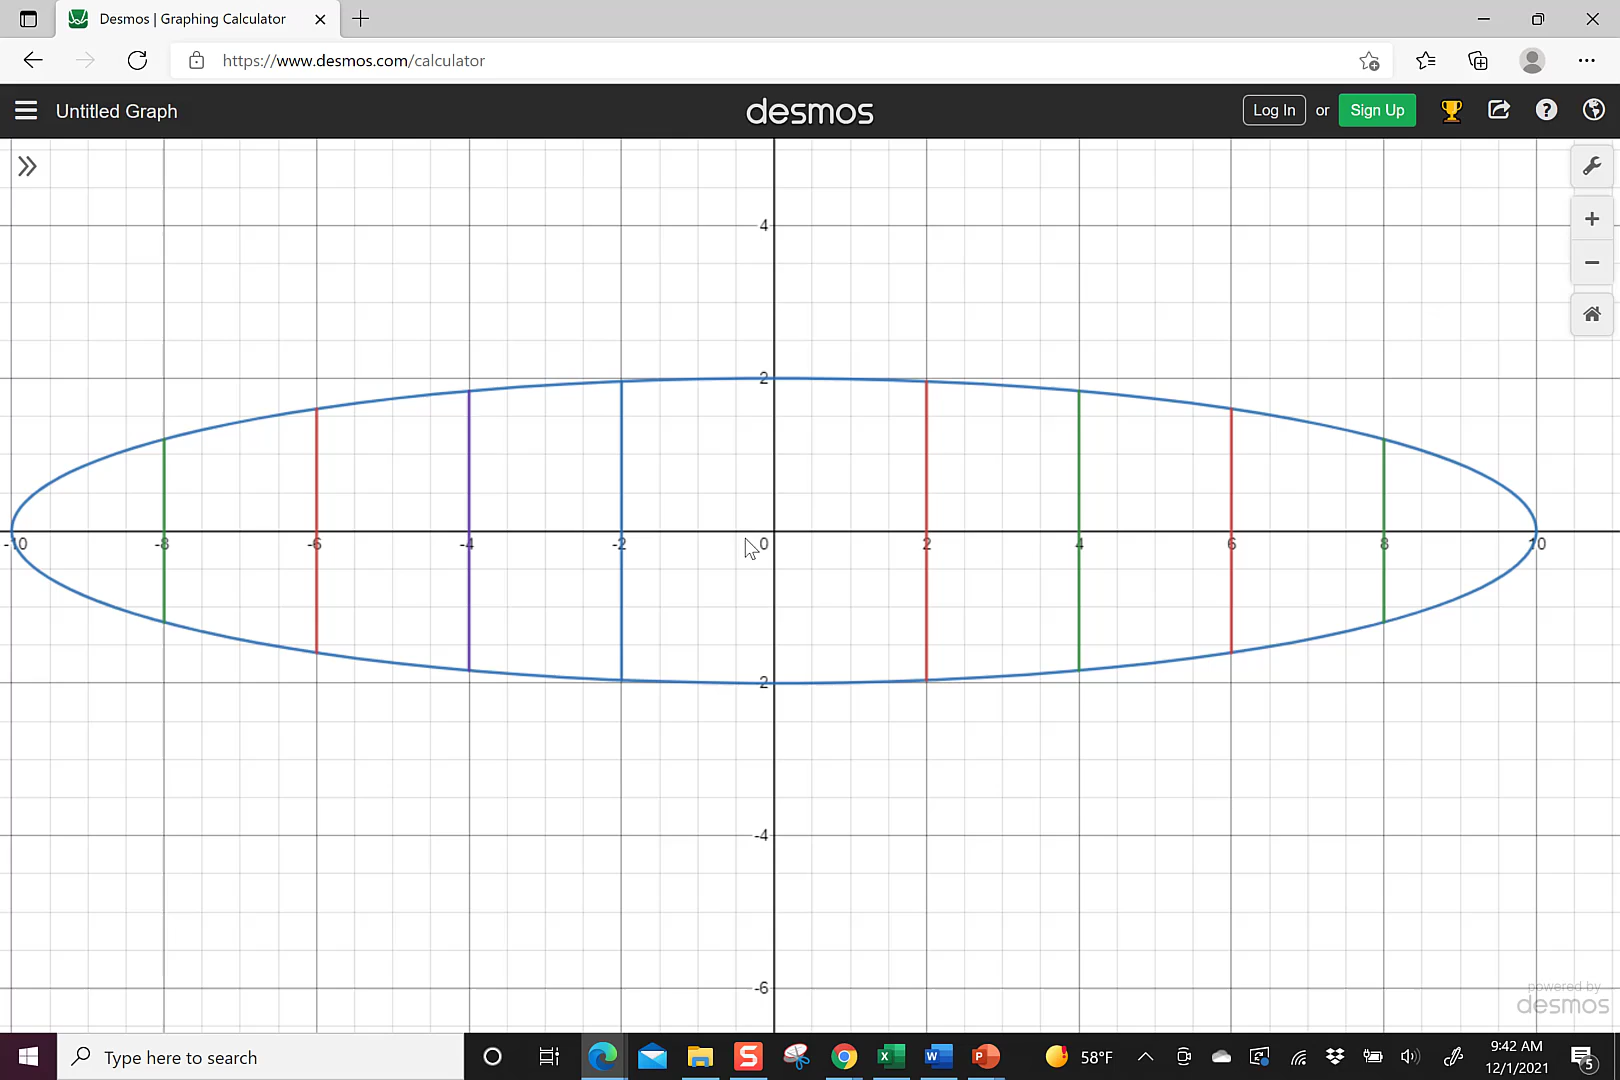 Desmos | Graphing Calculator
https://www.desmos.com/calculator
Untitled Graph
desmos
Log In or Sign Up
4
2
-10 -8 -6 -4 -2 0 2 4 6 8 10
-2
-4
-6
powered by
desmos
Type here to search
S
X
W
P
58°F
9:42 AM
12/1/2021
5